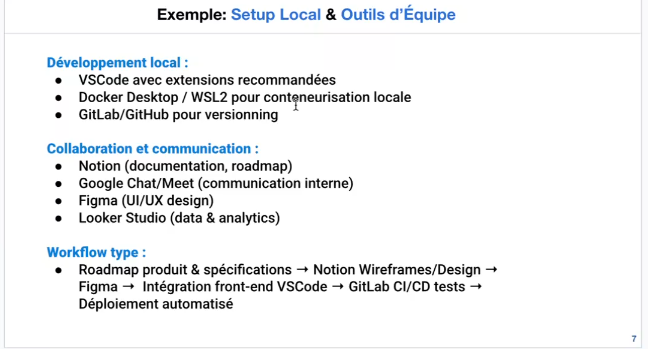 Exemple: Setup Local & Outils d'Équipe
Développement local :
● VSCode avec extensions recommandées
● Docker Desktop / WSL2 pour conteneurisation locale
● GitLab/GitHub pour versionning
Collaboration et communication :
● Notion (documentation, roadmap)
● Google Chat/Meet (communication interne)
● Figma (UI/UX design)
● Looker Studio (data & analytics)
Workflow type :
● Roadmap produit & spécifications → Notion Wireframes/Design →
Figma → Intégration front-end VSCode → GitLab CI/CD tests →
Déploiement automatisé
7